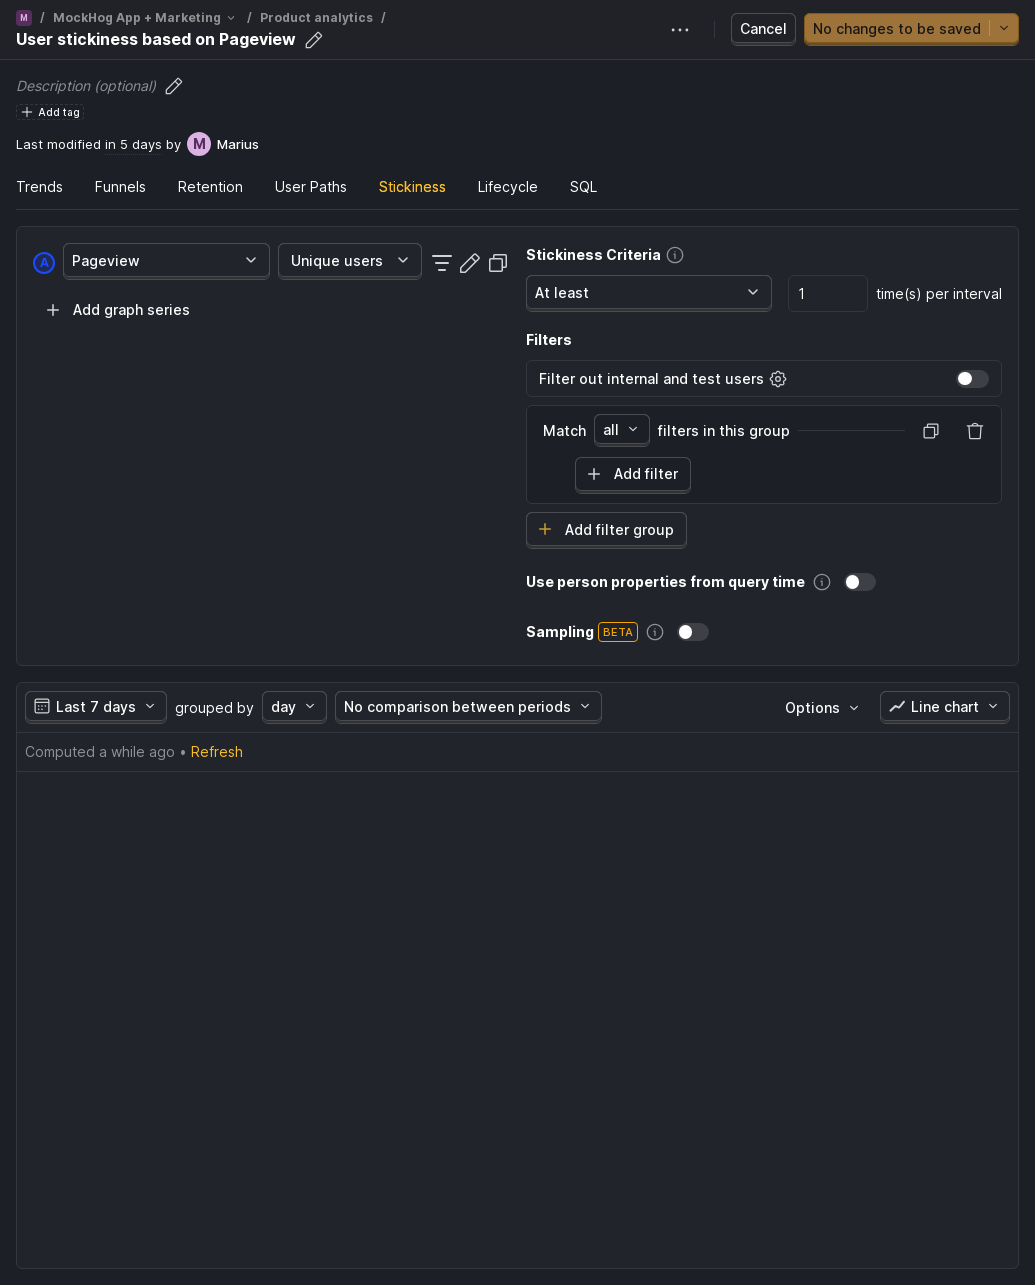 M / MockHog App + Marketing / Product analytics /
User stickiness based on Pageview
Cancel
No changes to be saved
Description (optional)
Add tag
Last modified in 5 days by M Marius
Trends Funnels Retention User Paths Stickiness Lifecycle SQL
A Pageview Unique users
Add graph series
Stickiness Criteria
At least 1 time(s) per interval
Filters
Filter out internal and test users
Match all filters in this group
Add filter
Add filter group
Use person properties from query time
Sampling BETA
Last 7 days grouped by day No comparison between periods Options Line chart
Computed a while ago • Refresh